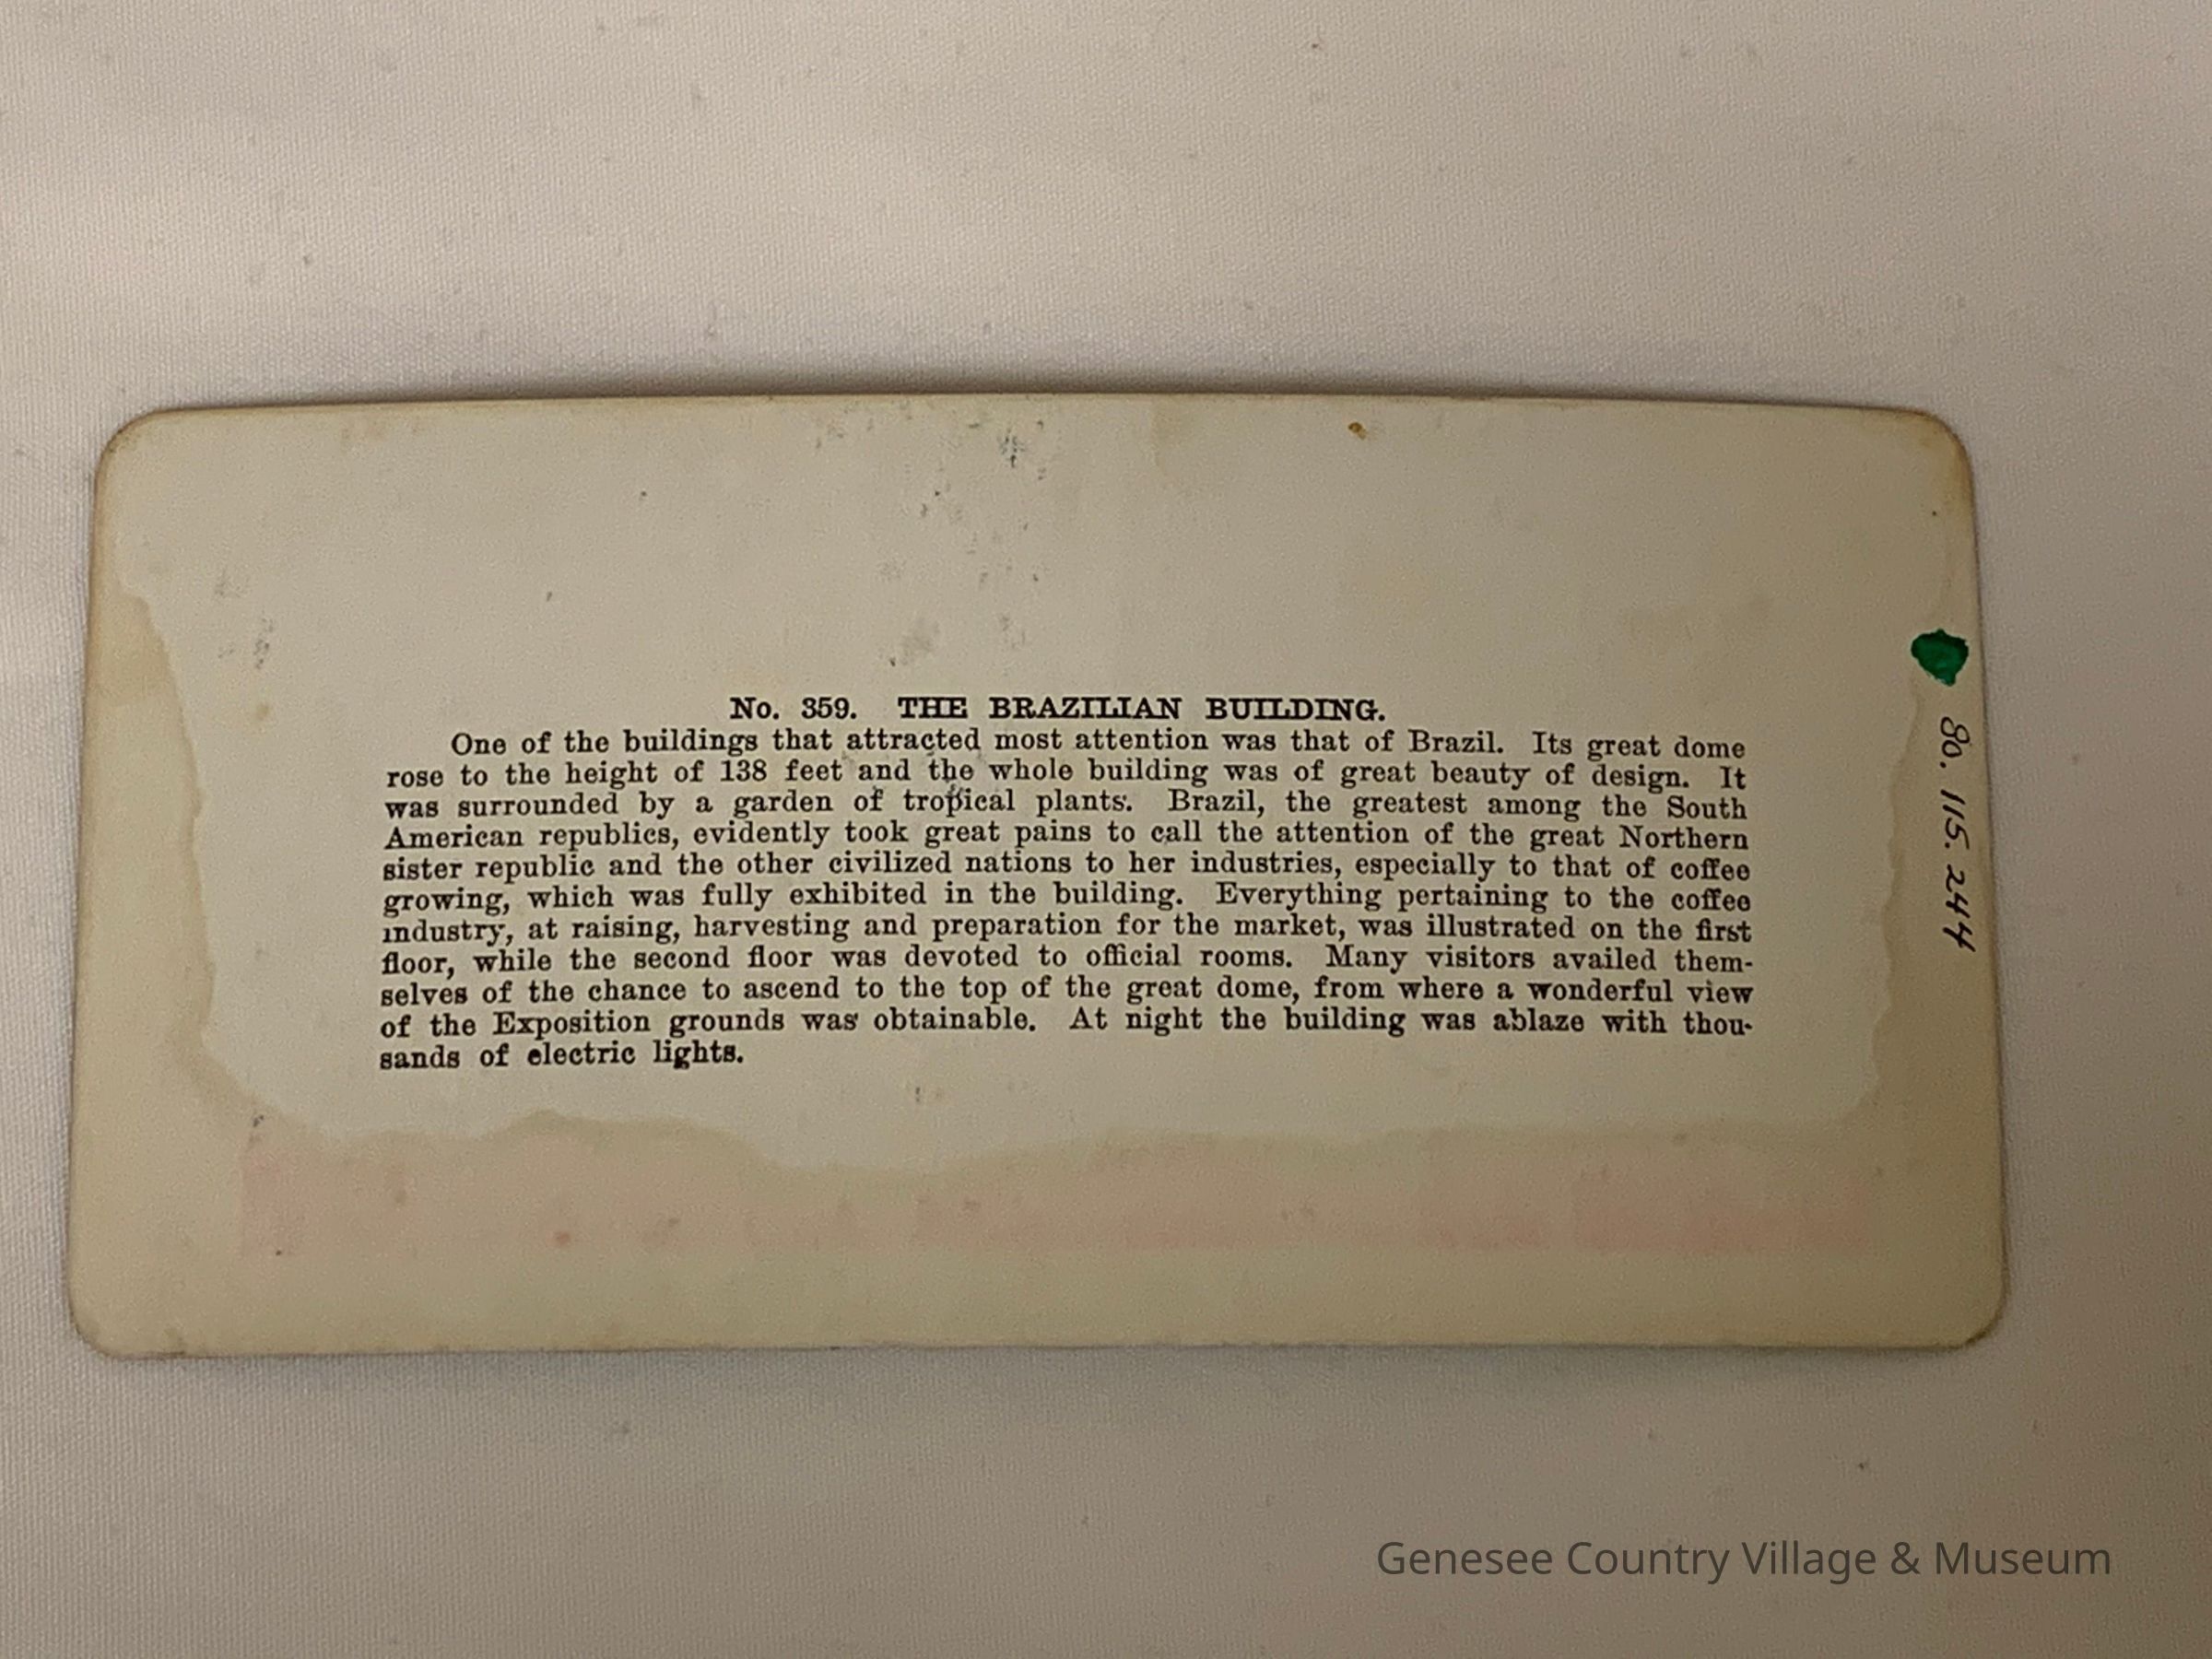 No. 359. THE BRAZILIAN BUILDING.
One of the buildings that attracted most attention was that of Brazil. Its great dome
rose to the height of 138 feet and the whole building was of great beauty of design. It
was surrounded by a garden of tropical plants. Brazil, the greatest among the South
American republics, evidently took great pains to call the attention of the great Northern
sister republic and the other civilized nations to her industries, especially to that of coffee
growing, which was fully exhibited in the building. Everything pertaining to the coffee
industry, at raising, harvesting and preparation for the market, was illustrated on the first
floor, while the second floor was devoted to official rooms. Many visitors availed them-
selves of the chance to ascend to the top of the great dome, from where a wonderful view
of the Exposition grounds was obtainable. At night the building was ablaze with thou-
sands of electric lights.
80.115.244
Genesee Country Village & Museum